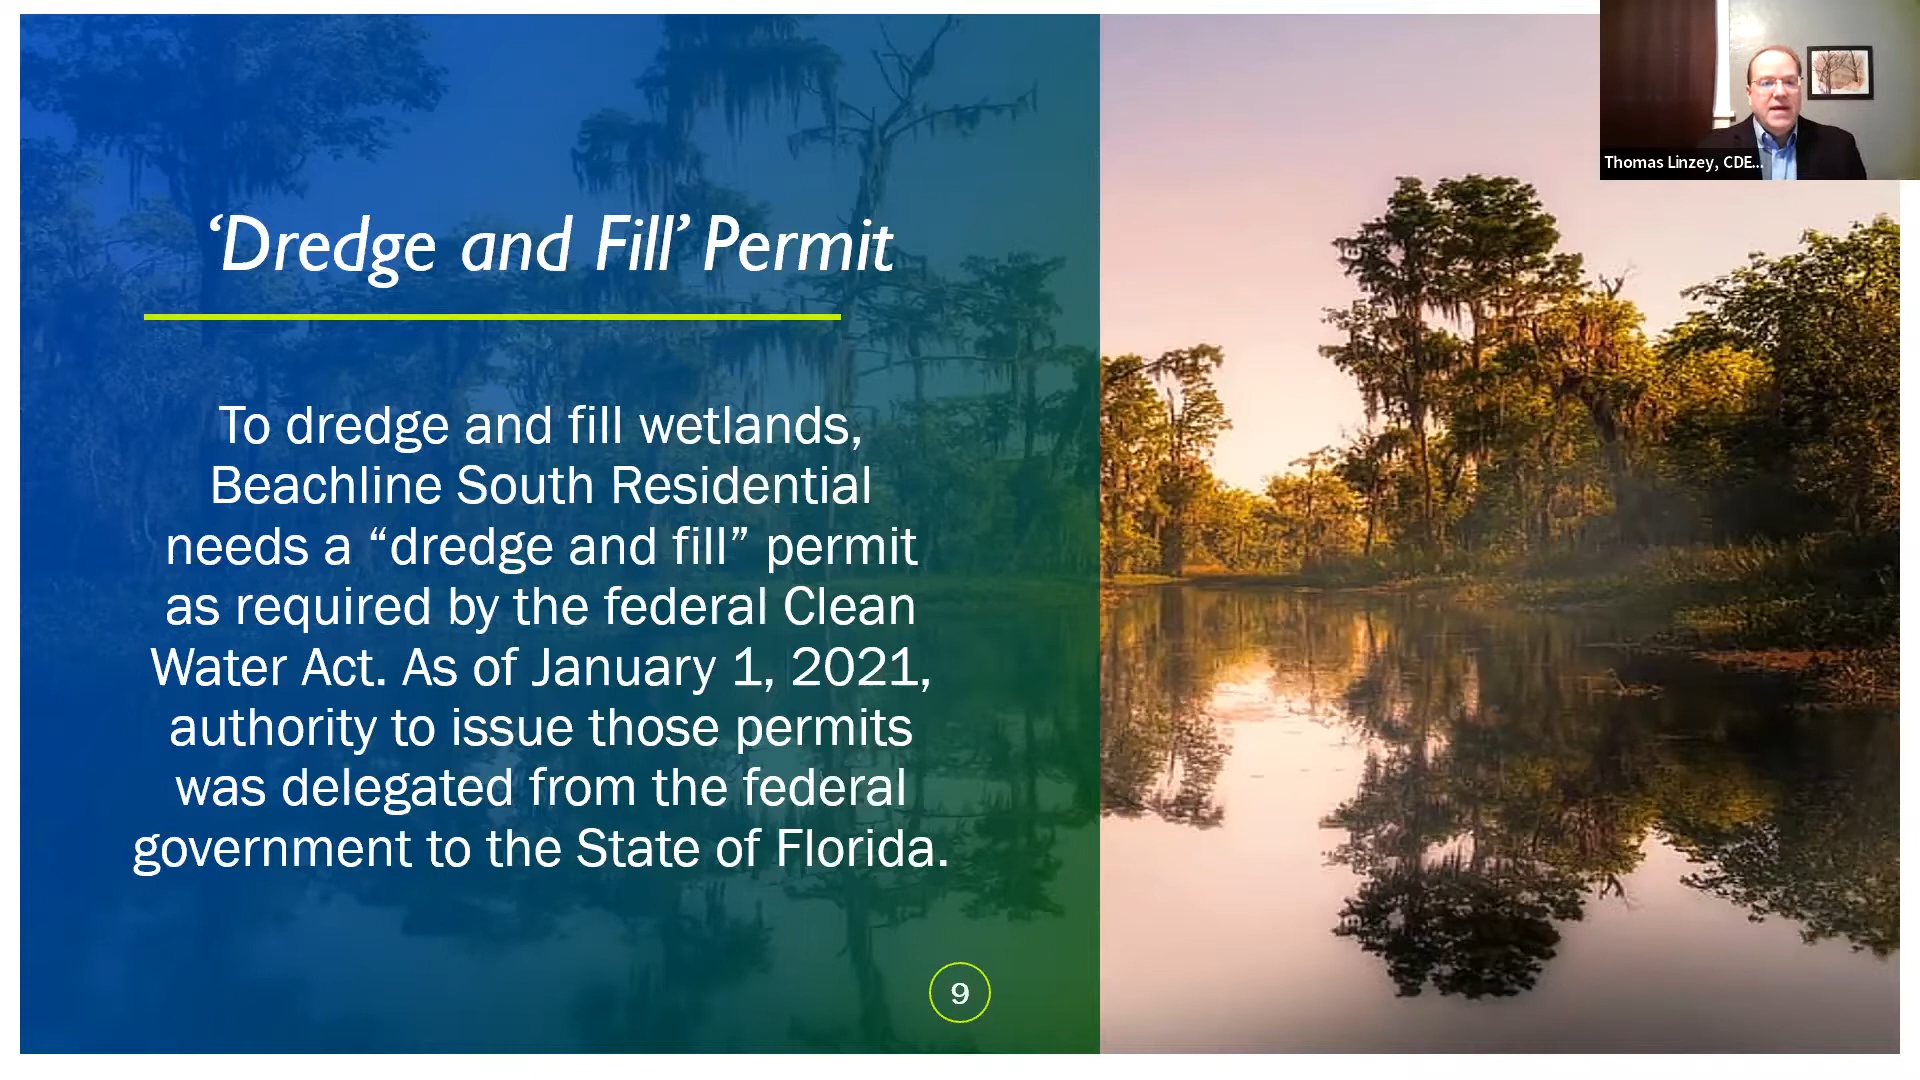 ‘Dredge and Fill’ Permit
To dredge and fill wetlands,
Beachline South Residential
needs a “dredge and fill” permit
as required by the federal Clean
Water Act. As of January 1, 2021,
authority to issue those permits
was delegated from the federal
government to the State of Florida.
9
Thomas Linzey, CDE...